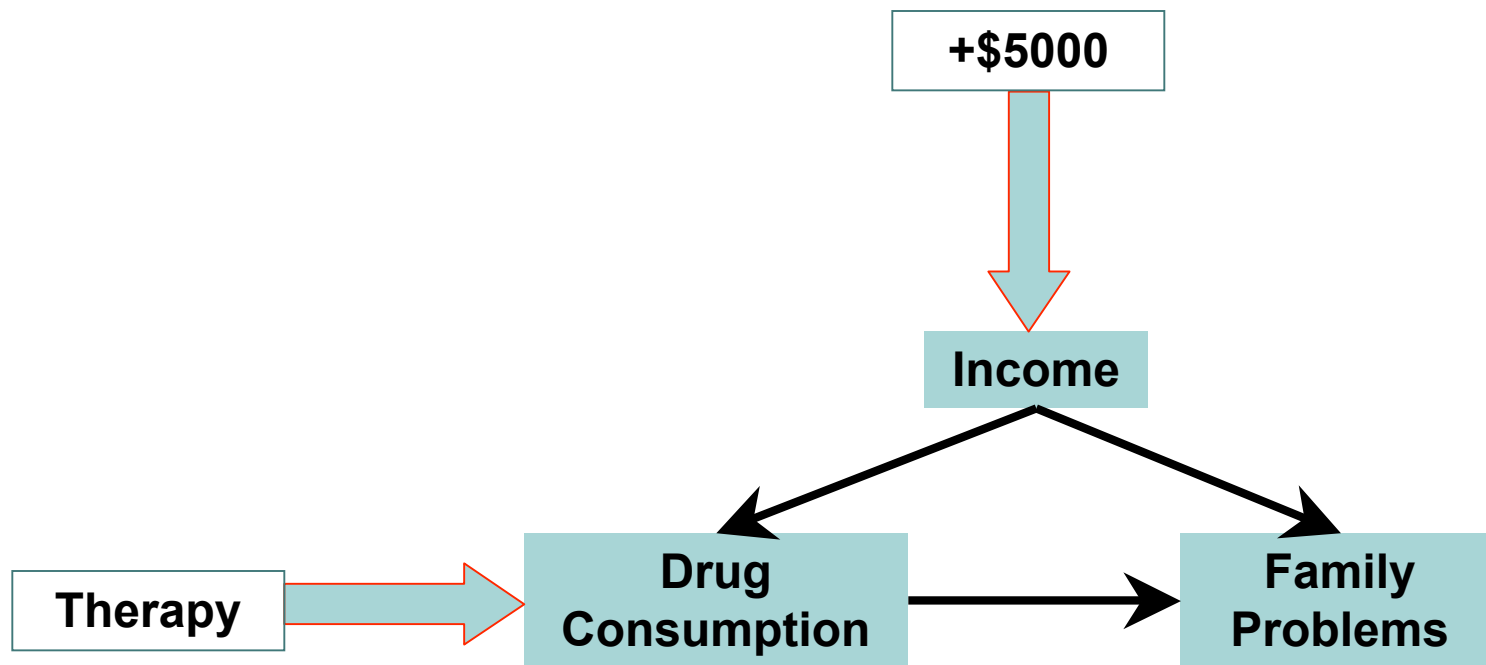 +$5000
Income
Drug
Consumption
Family
Problems
Therapy